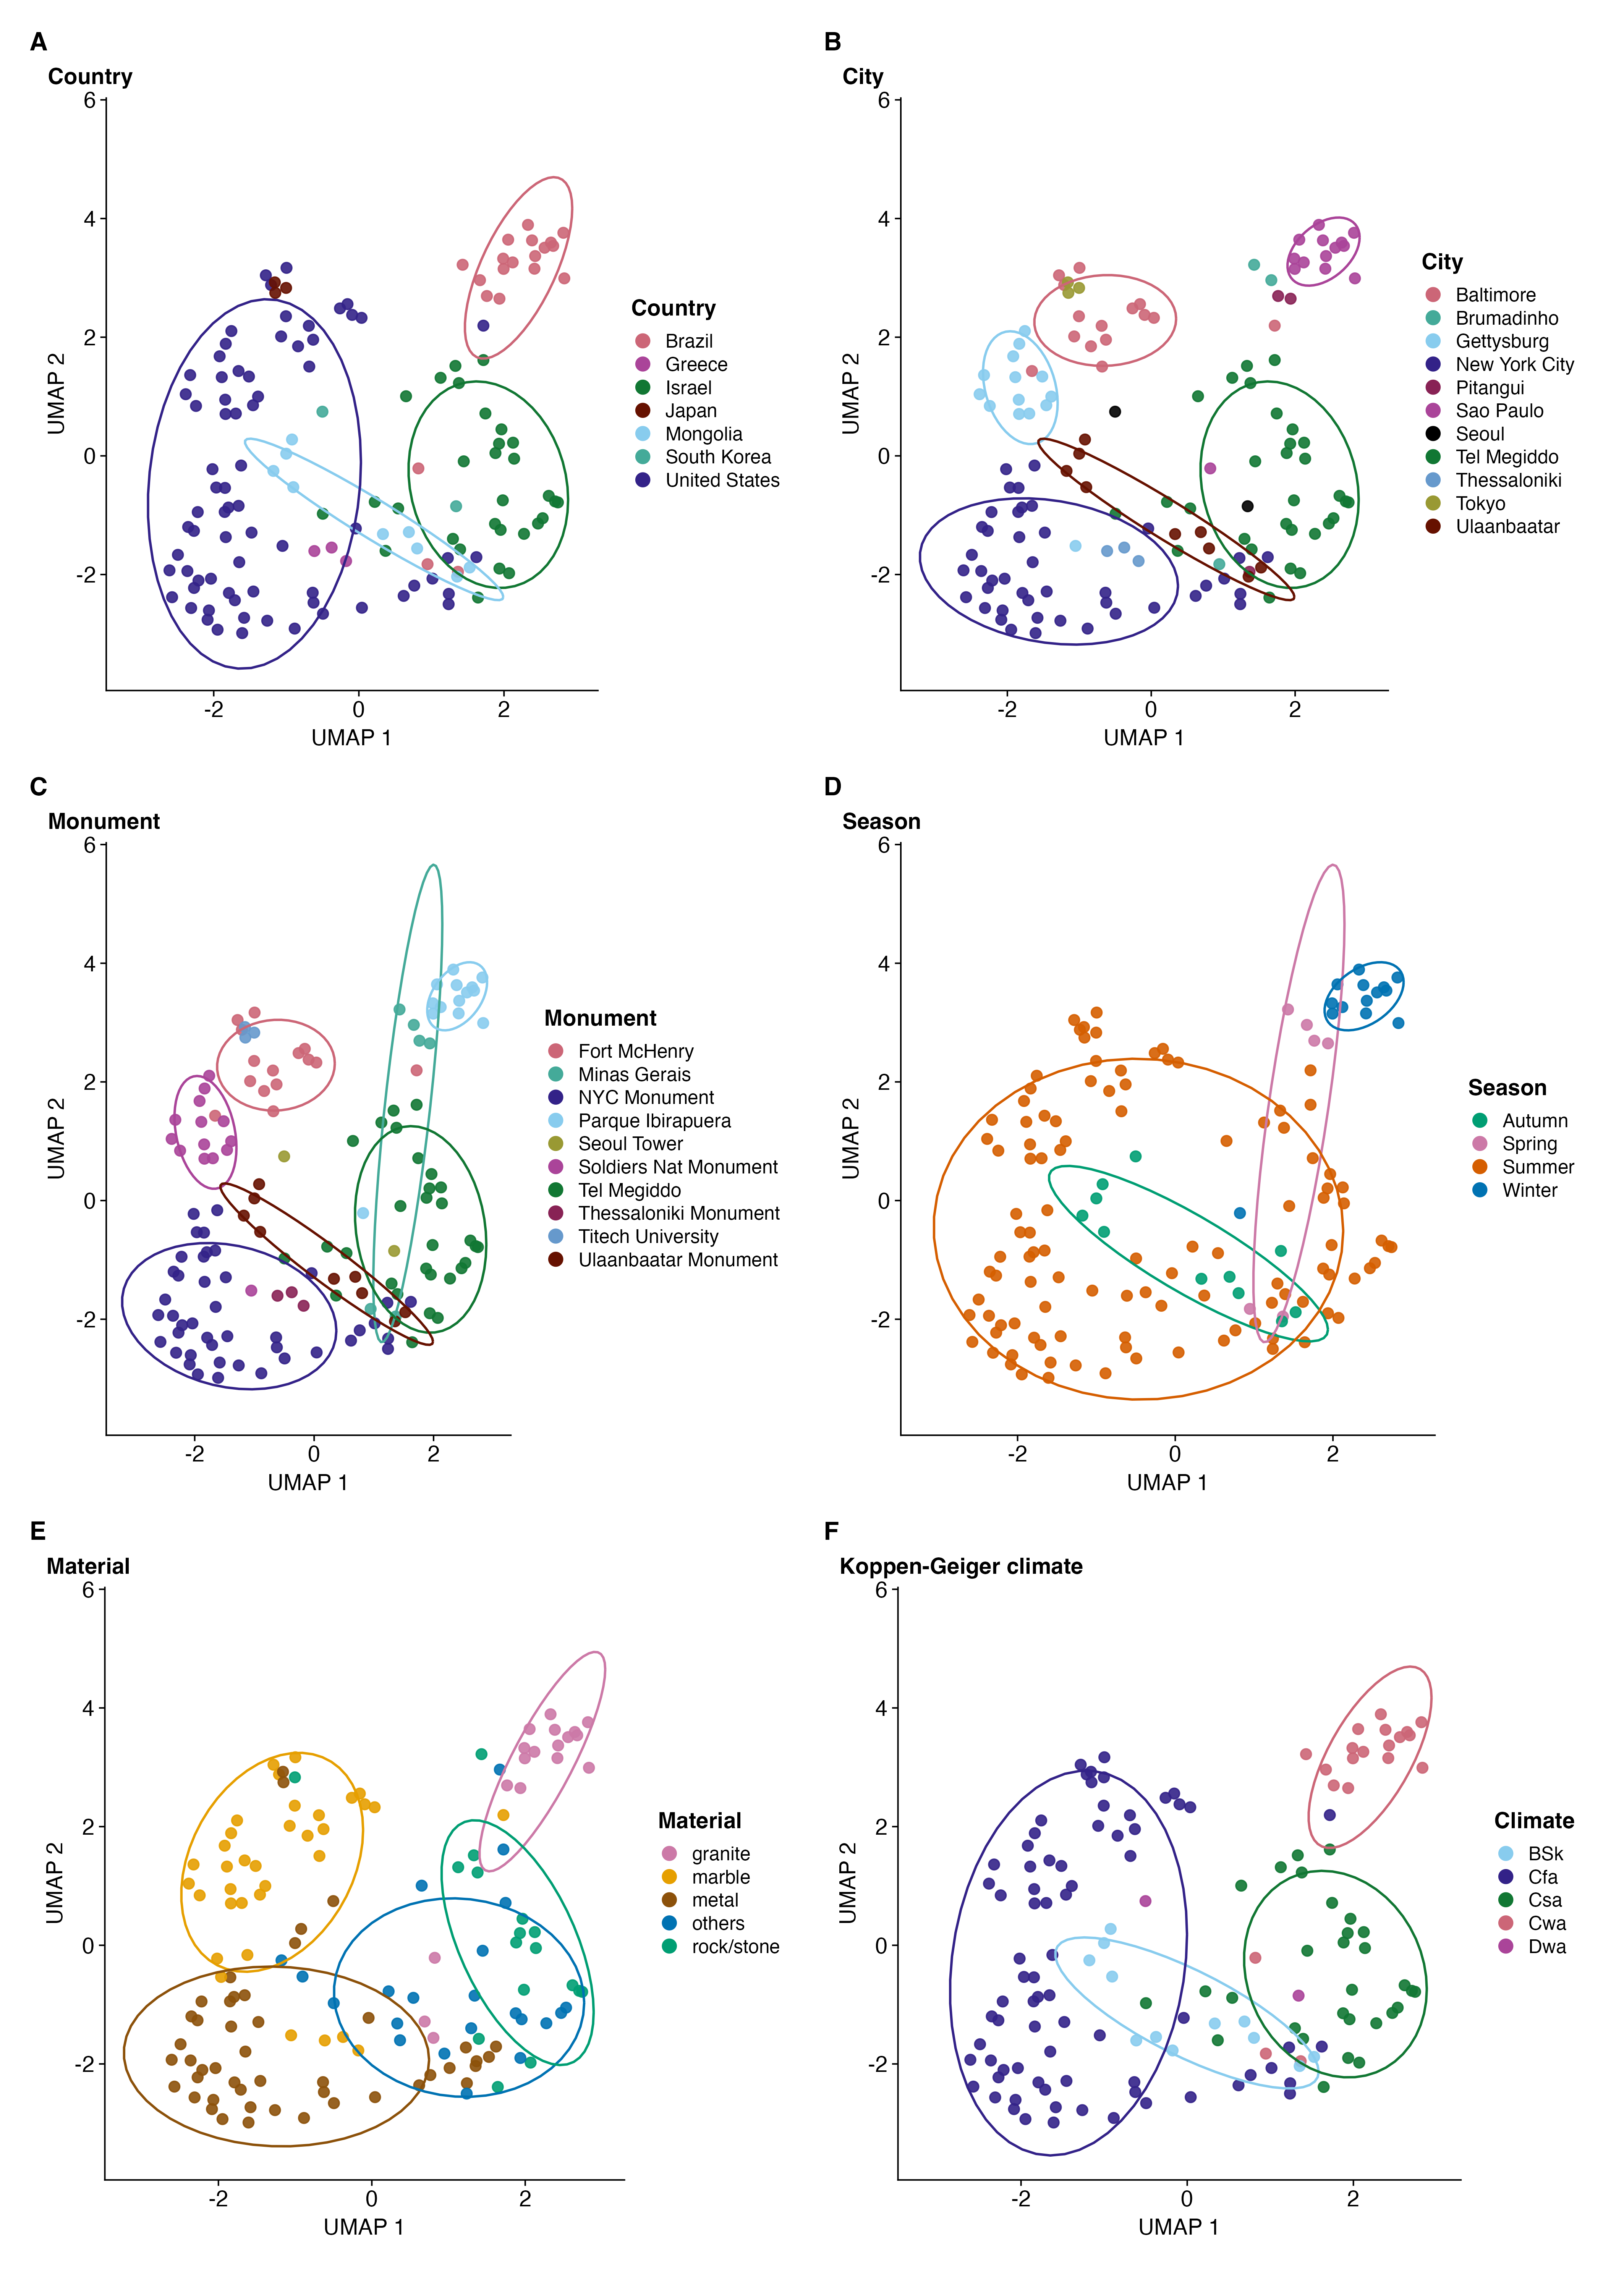 A
Country
6
4
2
0
-2
-2 0 2
UMAP 1
UMAP 2
Country
Brazil
Greece
Israel
Japan
Mongolia
South Korea
United States
B
City
6
4
2
0
-2
-2 0 2
UMAP 1
UMAP 2
City
Baltimore
Brumadinho
Gettysburg
New York City
Pitangui
Sao Paulo
Seoul
Tel Megiddo
Thessaloniki
Tokyo
Ulaanbaatar
C
Monument
6
4
2
0
-2
-2 0 2
UMAP 1
UMAP 2
Monument
Fort McHenry
Minas Gerais
NYC Monument
Parque Ibirapuera
Seoul Tower
Soldiers Nat Monument
Tel Megiddo
Thessaloniki Monument
Titech University
Ulaanbaatar Monument
D
Season
6
4
2
0
-2
-2 0 2
UMAP 1
UMAP 2
Season
Autumn
Spring
Summer
Winter
E
Material
6
4
2
0
-2
-2 0 2
UMAP 1
UMAP 2
Material
granite
marble
metal
others
rock/stone
F
Koppen-Geiger climate
6
4
2
0
-2
-2 0 2
UMAP 1
UMAP 2
Climate
BSk
Cfa
Csa
Cwa
Dwa